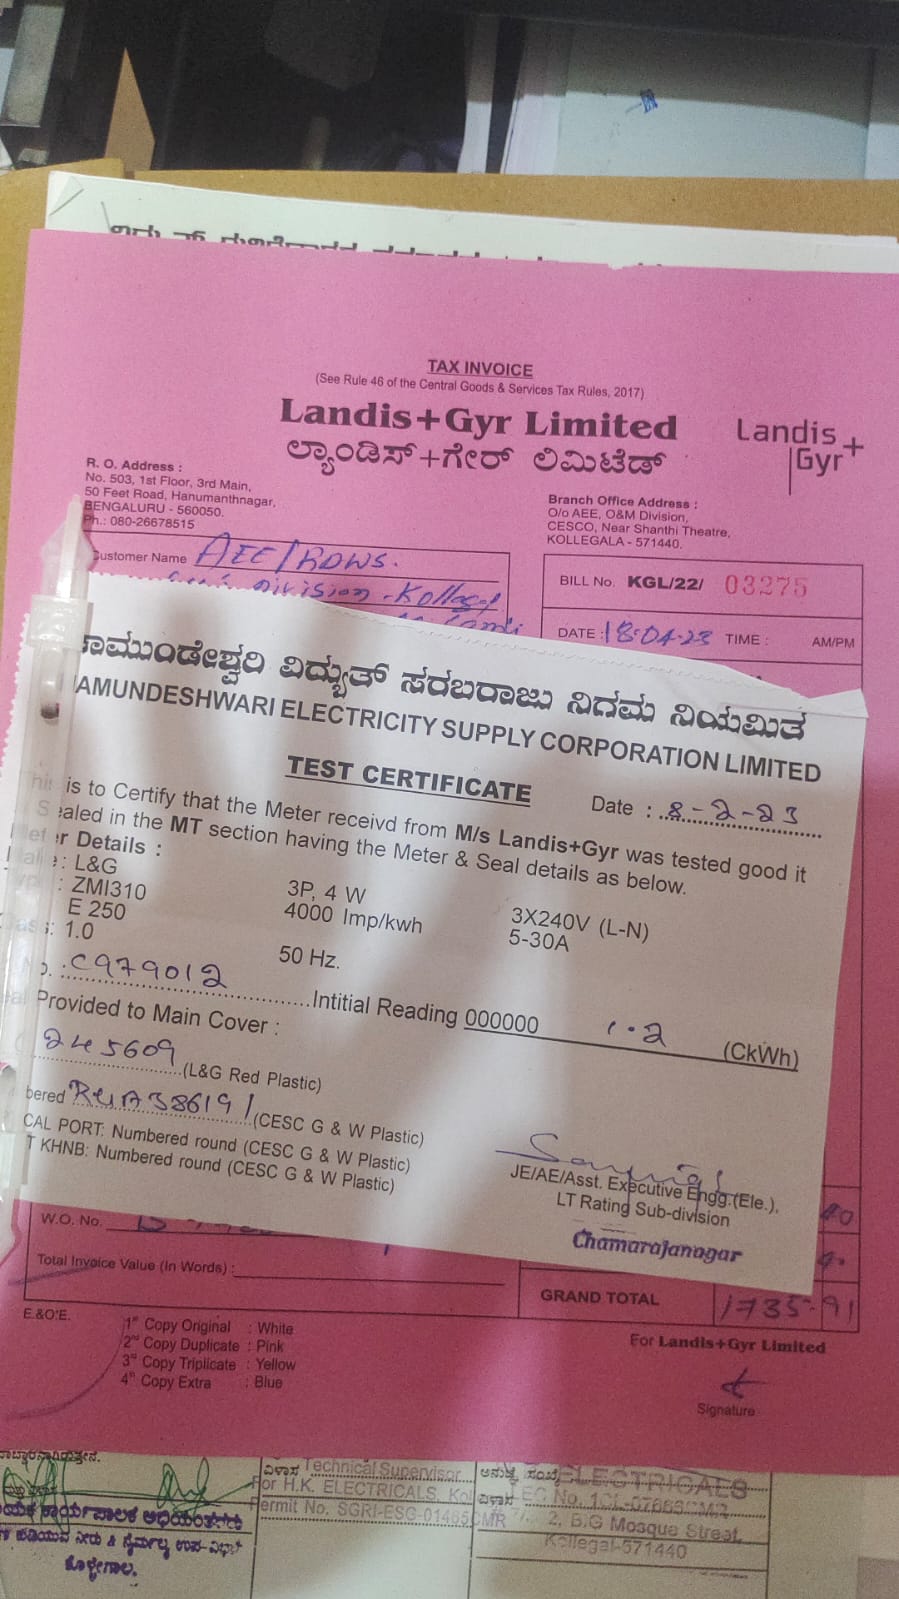 TAX INVOICE
(See Rule 46 of the Central Goods & Services Tax Rules, 2017)
Landis+Gyr Limited
ಲ್ಯಾಂಡಿಸ್+ಗೇರ್ ಲಿಮಿಟೆಡ್
Landis+
Gyr
R. O. Address :
No. 503, 1st Floor, 3rd Main,
50 Feet Road, Hanumanthnagar,
BENGALURU - 560050.
Ph.: 080-26678515
Branch Office Address :
O/o AEE, O&M Division,
CESCO, Near Shanthi Theatre,
KOLLEGALA - 571440.
Customer Name AEE/RDWS.
Division - Kollegal
BILL No. KGL/22/ 03275
DATE : 18-04-23 TIME : AM/PM
ಾಮುಂಡೇಶ್ವರಿ ವಿದ್ಯುತ್ ಸರಬರಾಜು ನಿಗಮ ನಿಯಮಿತ
AMUNDESHWARI ELECTRICITY SUPPLY CORPORATION LIMITED
TEST CERTIFICATE
Date : 8-2-23
This is to Certify that the Meter receivd from M/s Landis+Gyr was tested good it
Sealed in the MT section having the Meter & Seal details as below.
er Details :
: L&G
: ZMI310 3P, 4 W 3X240V (L-N)
E 250 4000 Imp/kwh 5-30A
: 1.0 50 Hz.
C979012 Intitial Reading 000000 1.2 (CkWh)
Provided to Main Cover :
245609 (L&G Red Plastic)
bered 386191 (CESC G & W Plastic)
CAL PORT: Numbered round (CESC G & W Plastic)
T KHNB: Numbered round (CESC G & W Plastic)
JE/AE/Asst. Executive Engg.(Ele.),
LT Rating Sub-division
Chamarajanagar
W.O. No.
Total Invoice Value (In Words) :
GRAND TOTAL 1735-91
E.&O.E.
1st Copy Original : White
2nd Copy Duplicate : Pink
3rd Copy Triplicate : Yellow
4th Copy Extra : Blue
For Landis+Gyr Limited
Signature
ವಿಳಾಸ Technical Supervisor
For H.K. ELECTRICALS, Kol
Permit No. SGRI-ESG-01465CMR
ELECTRICALS
ವಿಳಾಸ
2, B.G Mosque Street,
Kollegal-571440
ಕೊಳ್ಳೇಗಾಲ.